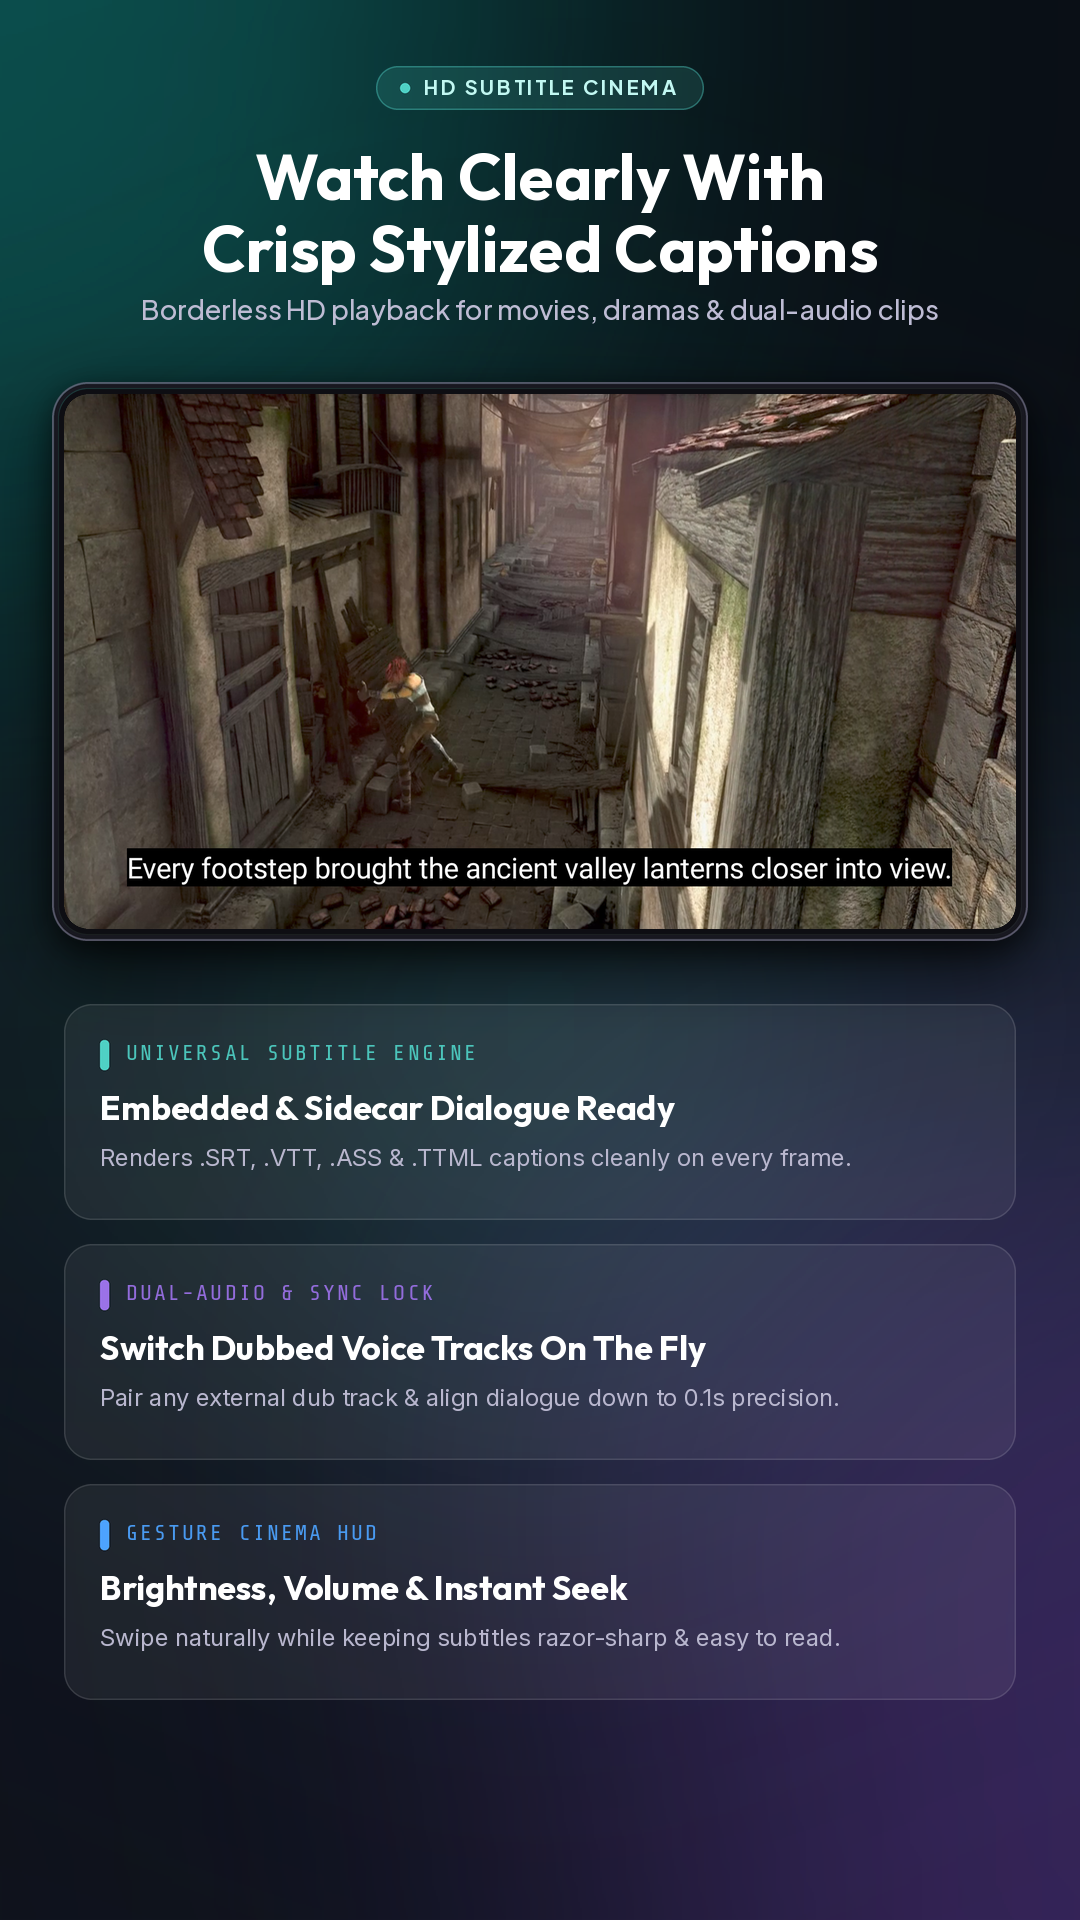 HD SUBTITLE CINEMA
Watch Clearly With
Crisp Stylized Captions
Borderless HD playback for movies, dramas & dual-audio clips
Every footstep brought the ancient valley lanterns closer into view.
UNIVERSAL SUBTITLE ENGINE
Embedded & Sidecar Dialogue Ready
Renders .SRT, .VTT, .ASS & .TTML captions cleanly on every frame.
DUAL-AUDIO & SYNC LOCK
Switch Dubbed Voice Tracks On The Fly
Pair any external dub track & align dialogue down to 0.1s precision.
GESTURE CINEMA HUD
Brightness, Volume & Instant Seek
Swipe naturally while keeping subtitles razor-sharp & easy to read.